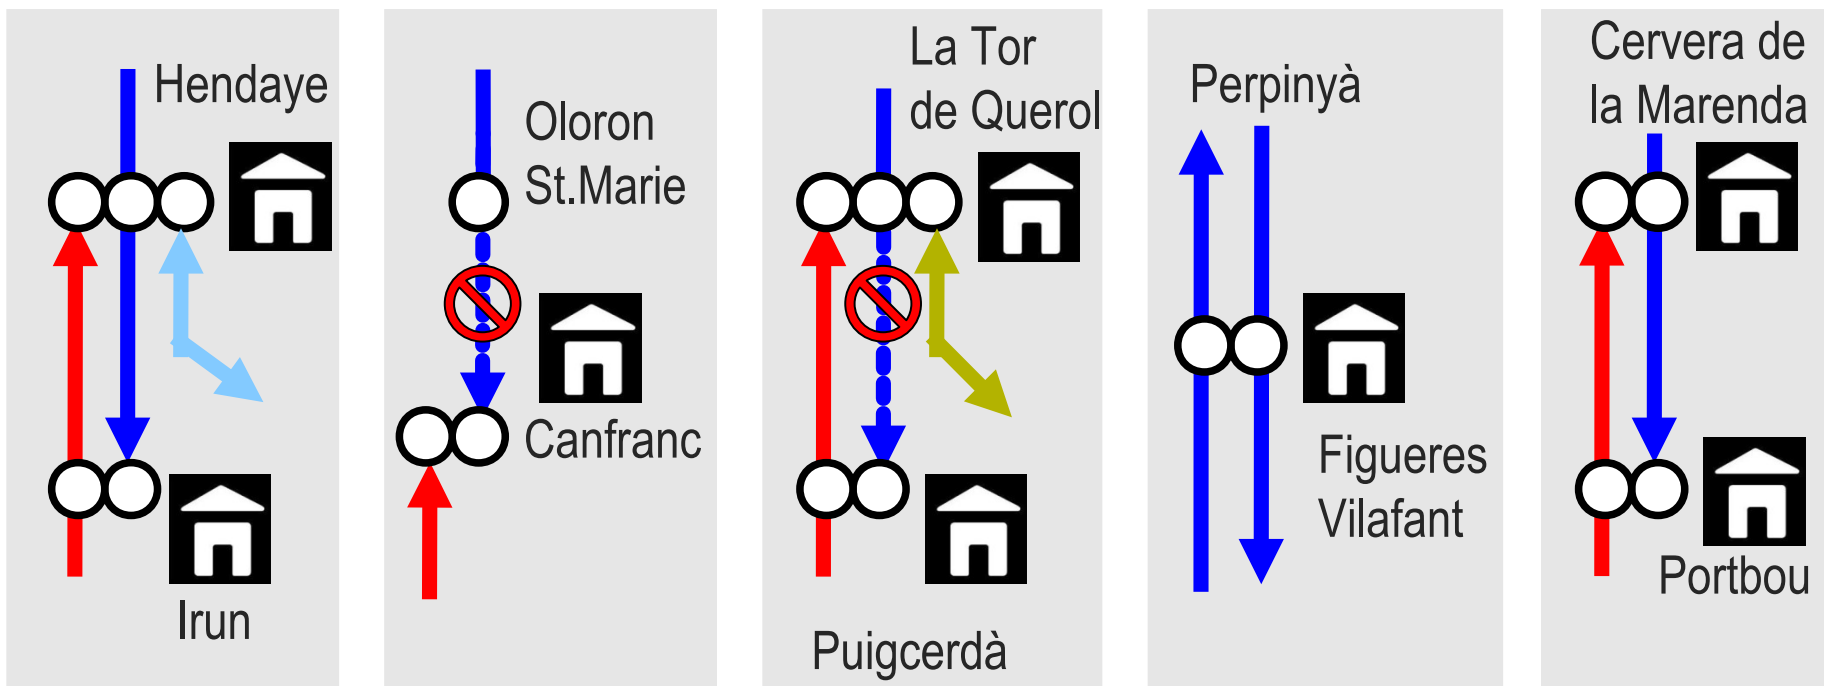 Hendaye
Irun
Oloron
St.Marie
Canfranc
La Tor
de Querol
Puigcerdà
Perpinyà
Figueres
Vilafant
Cervera de
la Marenda
Portbou